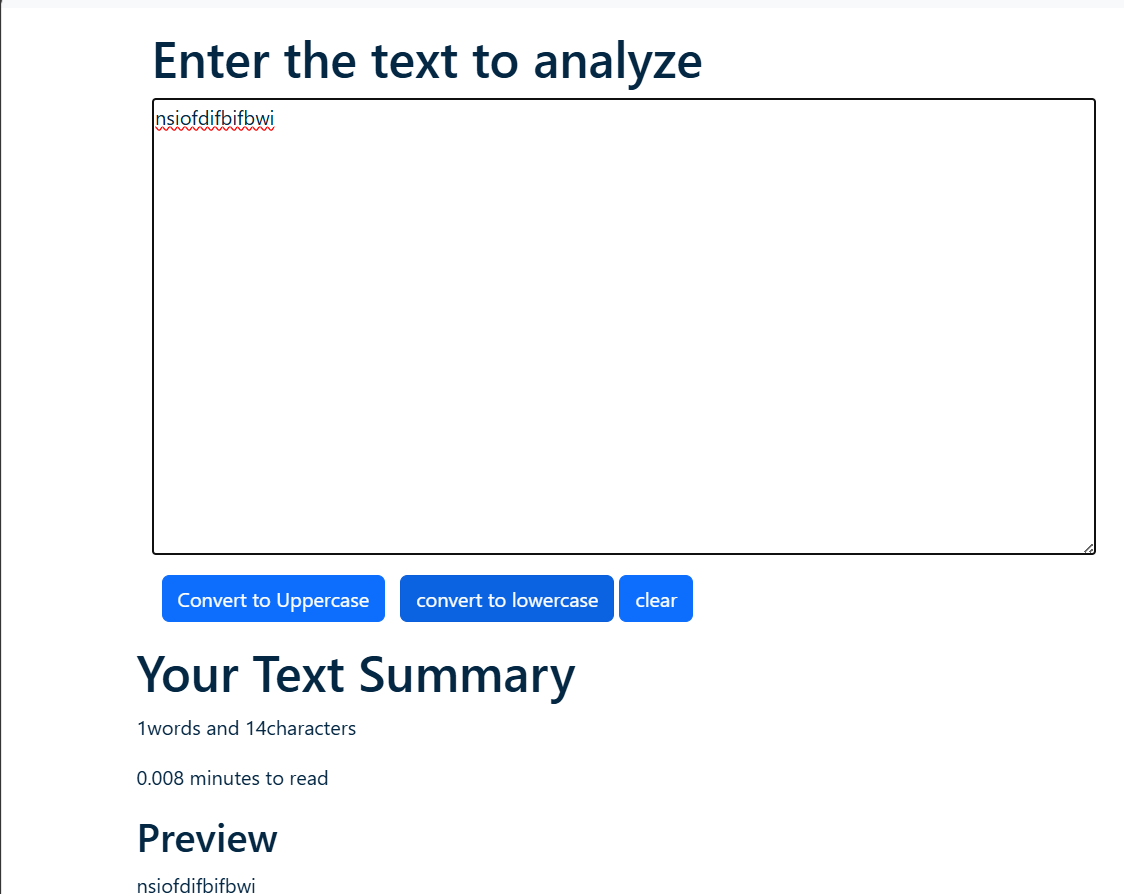 Enter the text to analyze
nsiofdifbifbwi
Convert to Uppercase convert to lowercase clear
Your Text Summary
1words and 14characters
0.008 minutes to read
Preview
nsiofdifbifbwi